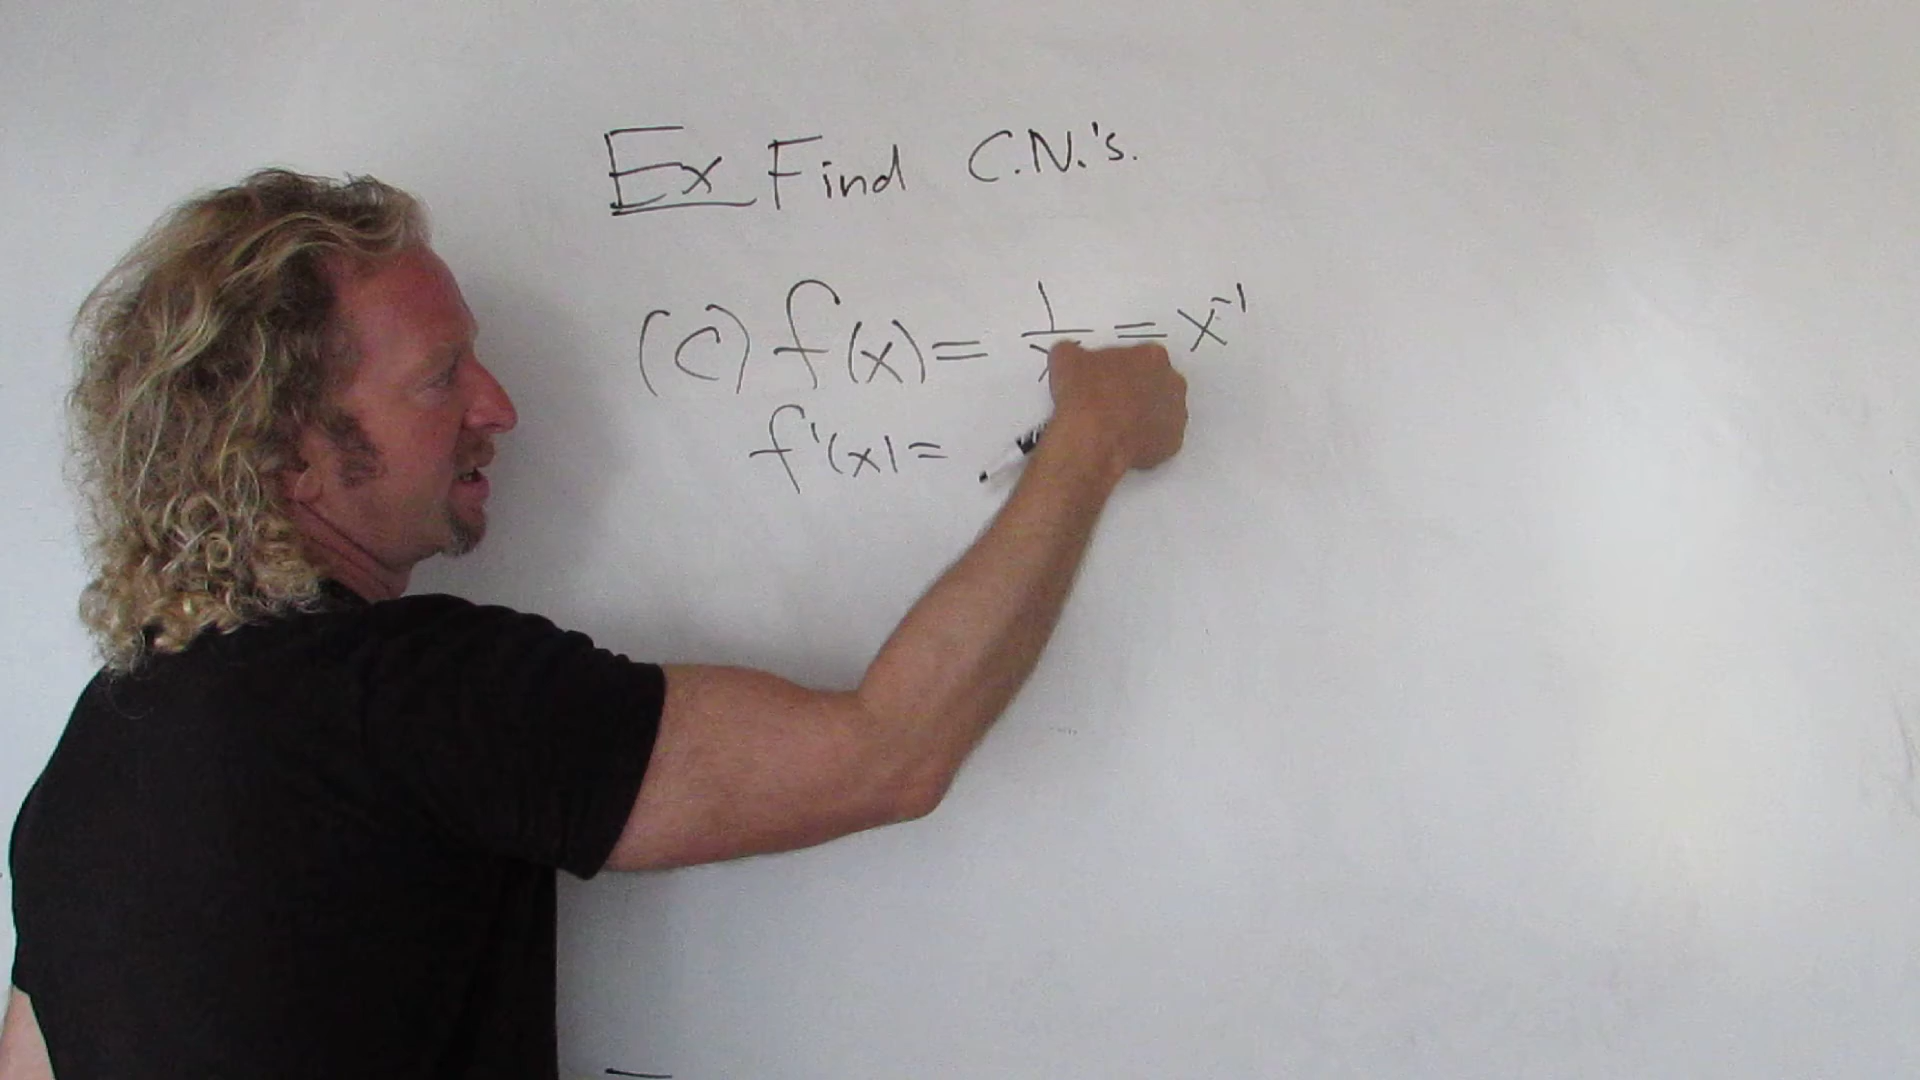 Ex Find C.N.'s.
(c) f(x) = 1/x = x⁻¹
f'(x) =